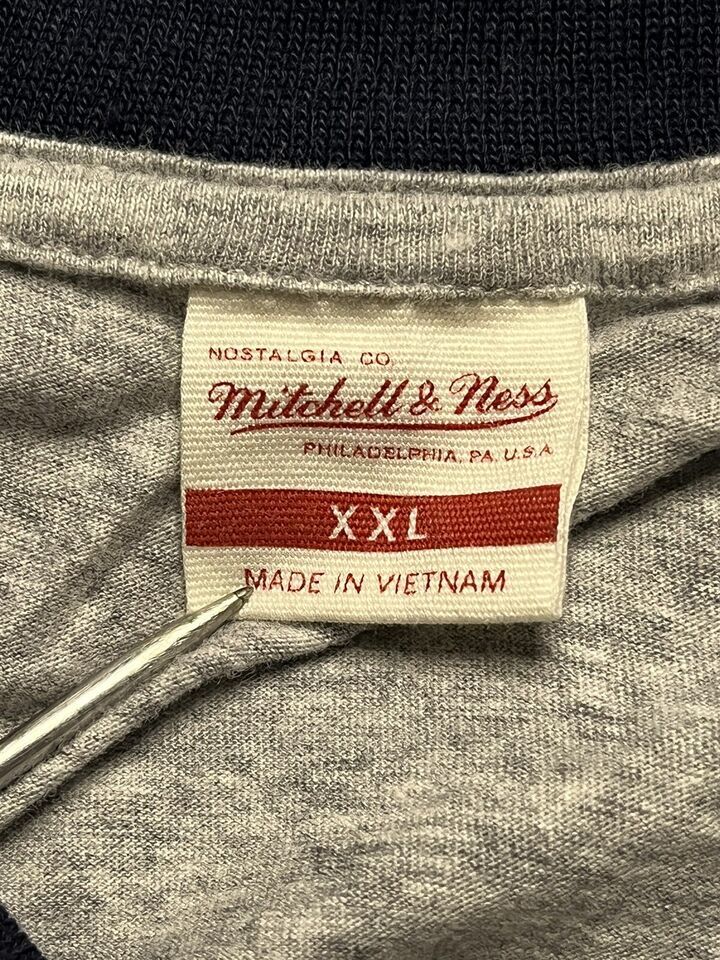 NOSTALGIA CO.
Mitchell & Ness
PHILADELPHIA, PA. U.S.A
XXL
MADE IN VIETNAM